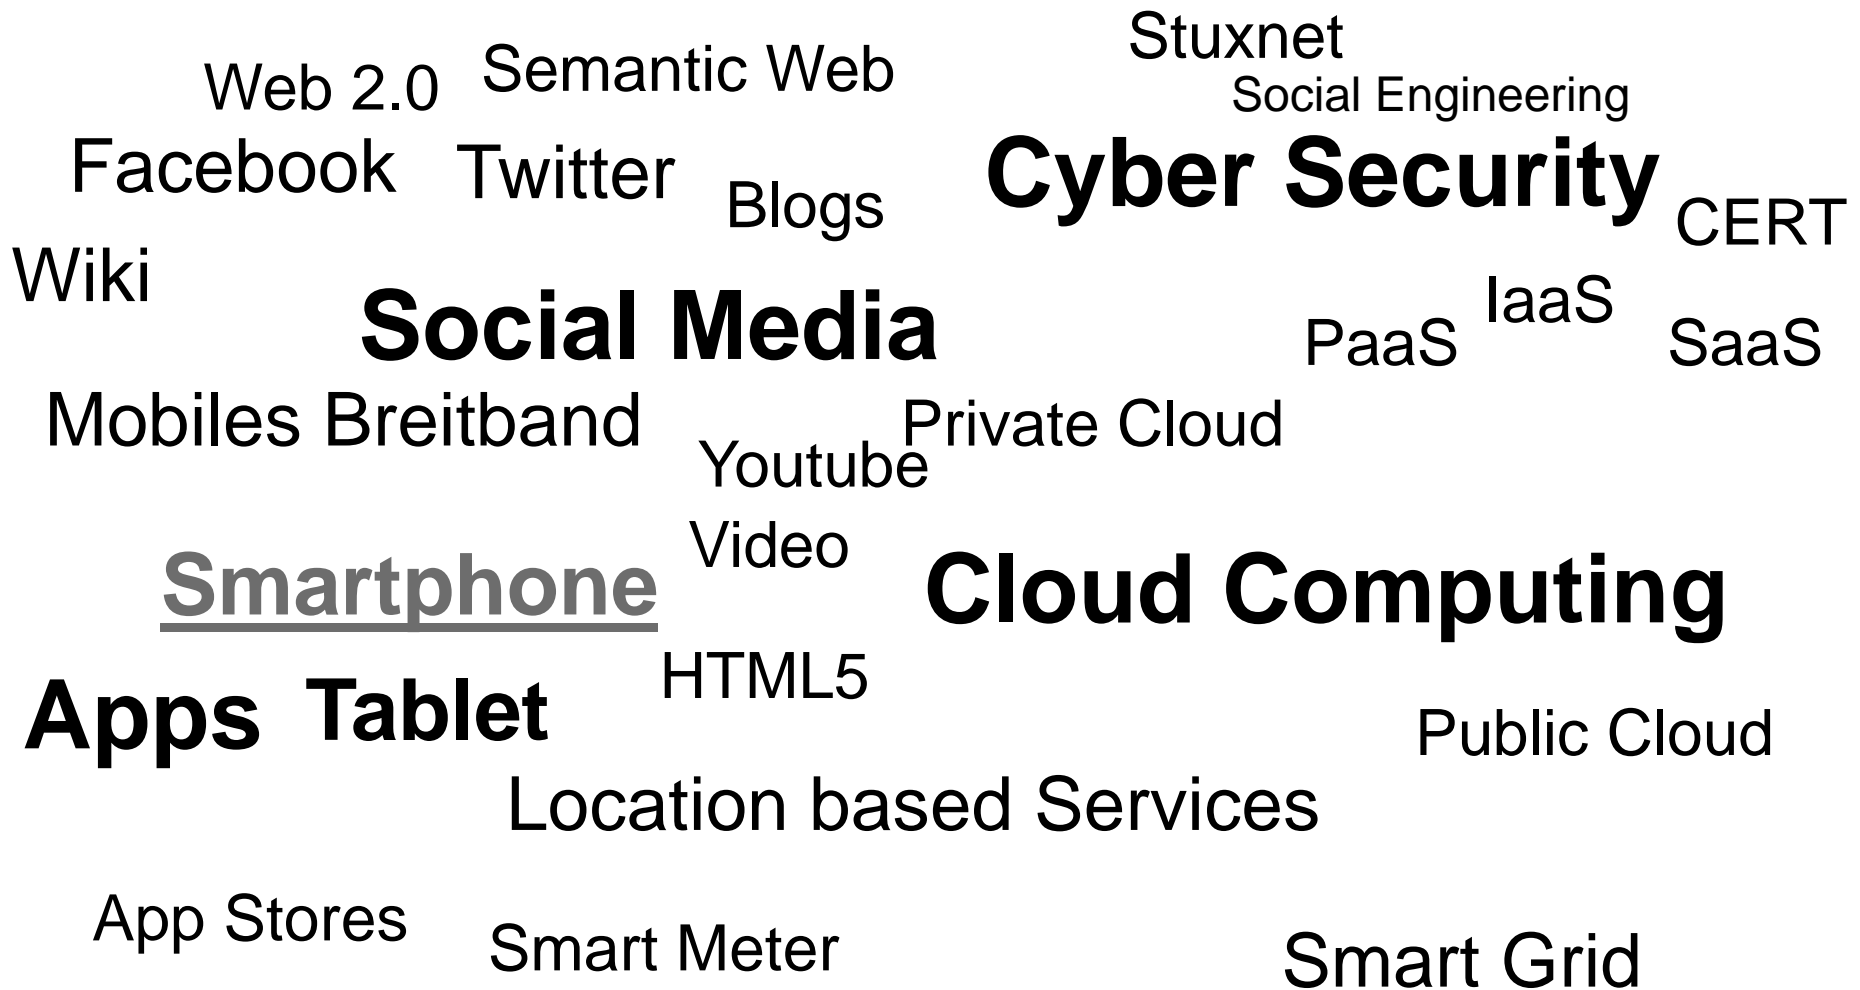 Stuxnet
Web 2.0
Semantic Web
Social Engineering
Facebook
Twitter
Blogs
Cyber Security
CERT
Wiki
Social Media
IaaS
PaaS
SaaS
Mobiles Breitband
Private Cloud
Youtube
Video
Smartphone
Cloud Computing
HTML5
Apps
Tablet
Public Cloud
Location based Services
App Stores
Smart Meter
Smart Grid